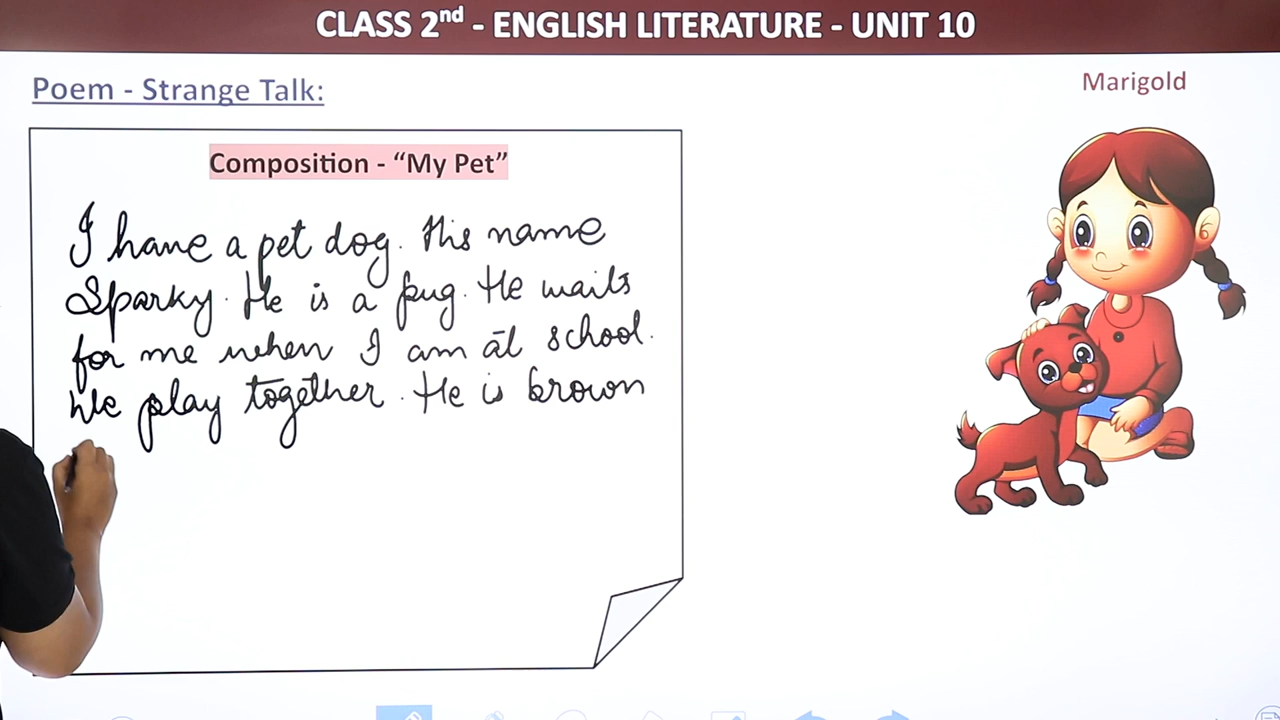 CLASS 2nd - ENGLISH LITERATURE - UNIT 10
Poem - Strange Talk:
Marigold
Composition - “My Pet”
I have a pet dog. His name
Sparky. He is a pug. He waits
for me when I am at school.
We play together. He is brown